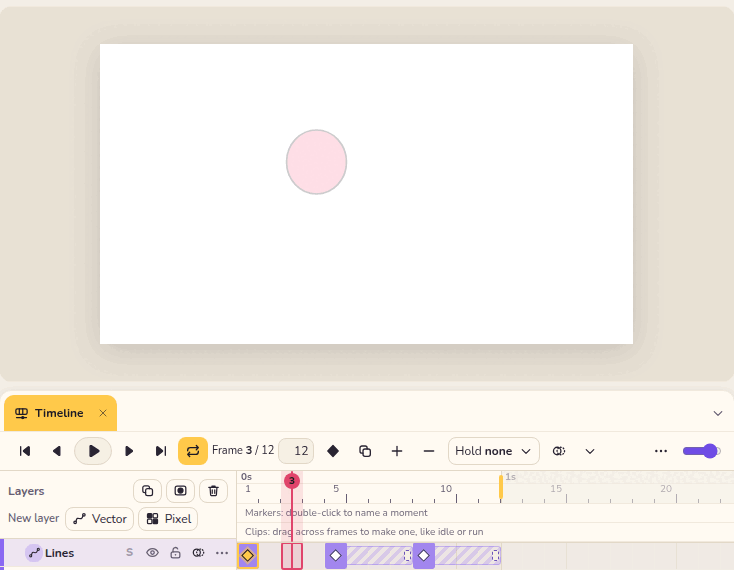 Timeline
Frame 3 / 12
12
Hold none
Layers
0s
1s
3
1
5
10
15
20
New layer
Vector
Pixel
Markers: double-click to name a moment
Clips: drag across frames to make one, like idle or run
Lines
S